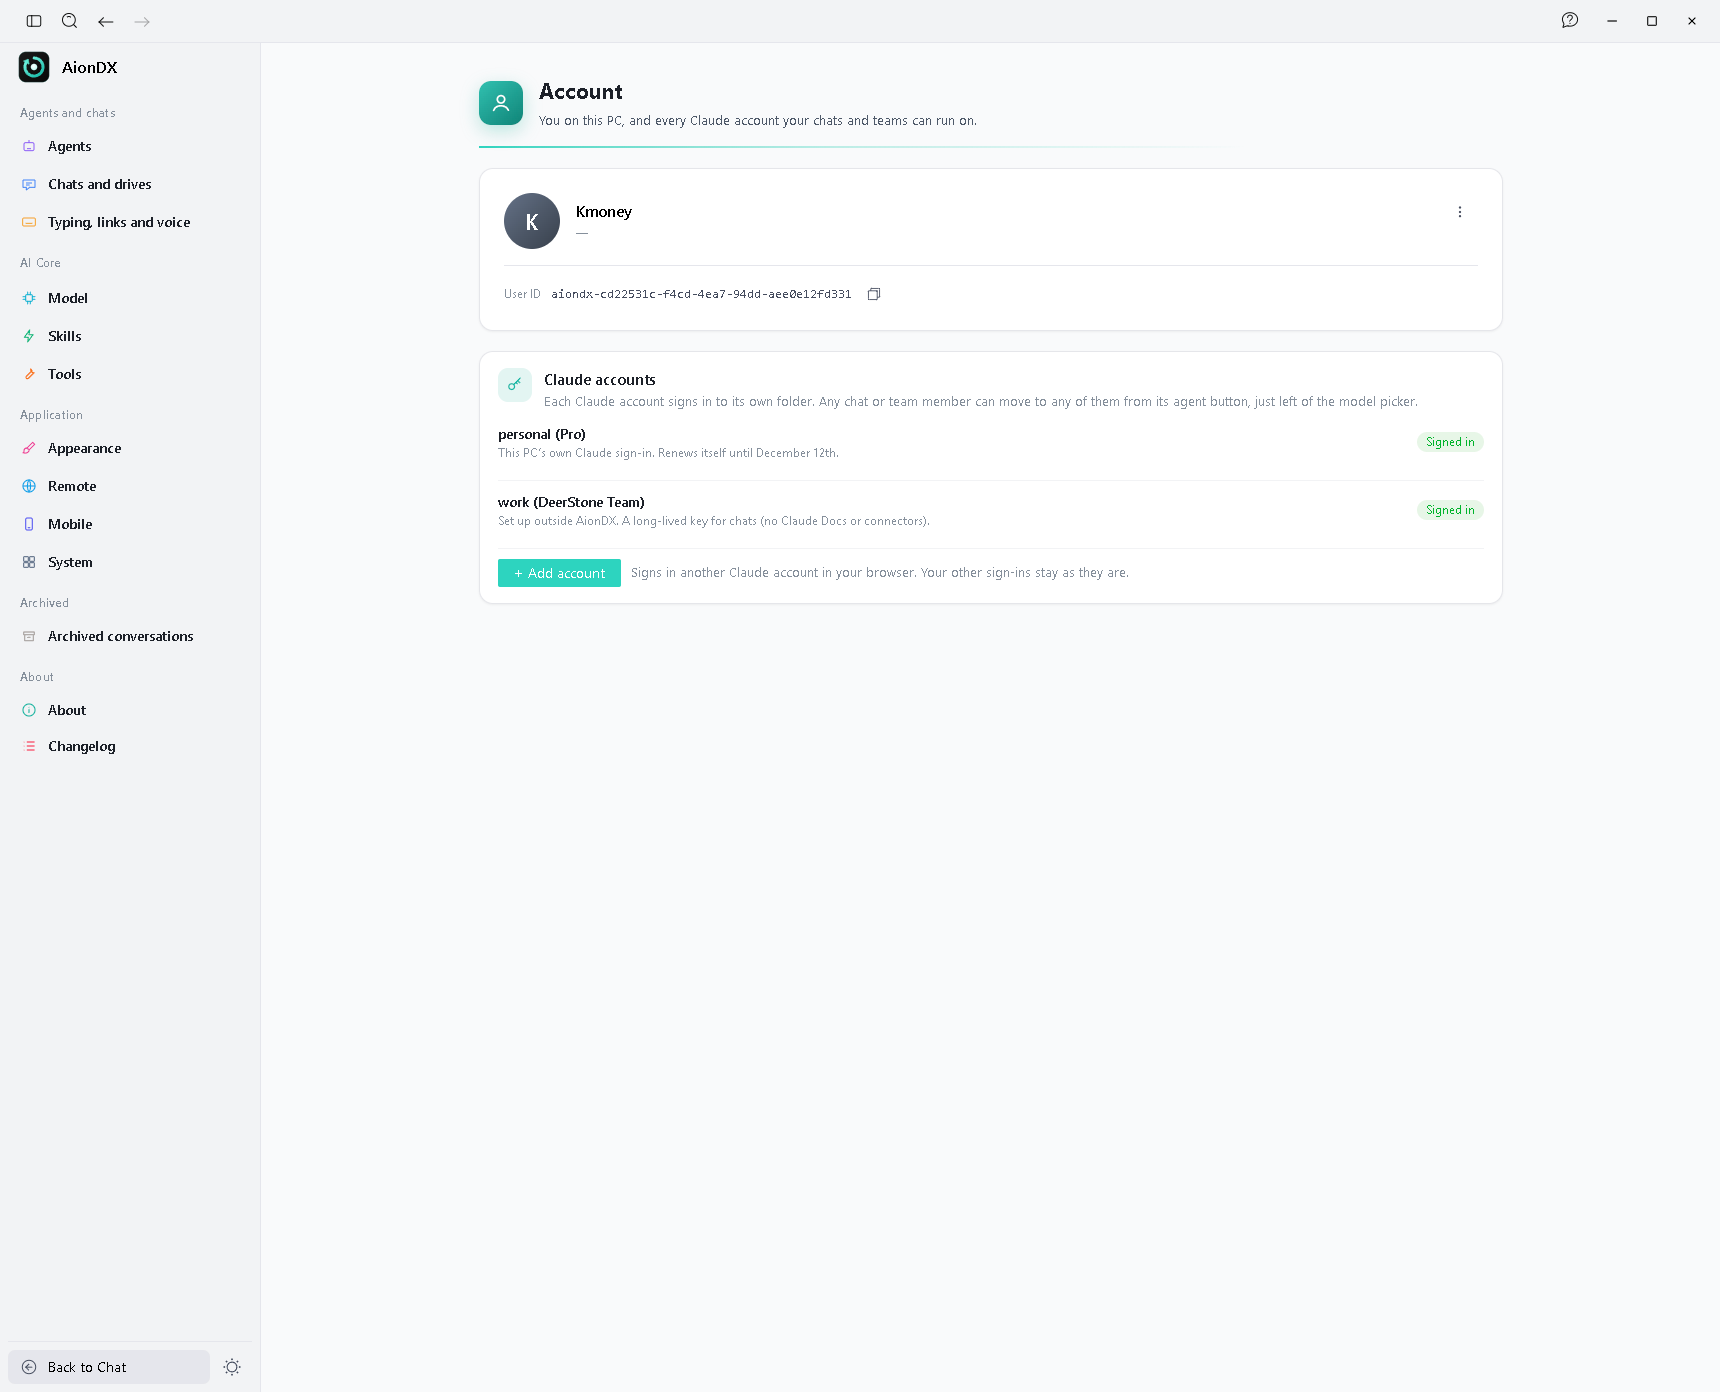 AionDX
Agents and chats
Agents
Chats and drives
Typing, links and voice
AI Core
Model
Skills
Tools
Application
Appearance
Remote
Mobile
System
Archived
Archived conversations
About
About
Changelog
Back to Chat
Account
You on this PC, and every Claude account your chats and teams can run on.
K
Kmoney
—
User ID aiondx-cd22531c-f4cd-4ea7-94dd-aee0e12fd331
Claude accounts
Each Claude account signs in to its own folder. Any chat or team member can move to any of them from its agent button, just left of the model picker.
personal (Pro)
Signed in
This PC's own Claude sign-in. Renews itself until December 12th.
work (DeerStone Team)
Signed in
Set up outside AionDX. A long-lived key for chats (no Claude Docs or connectors).
+ Add account Signs in another Claude account in your browser. Your other sign-ins stay as they are.